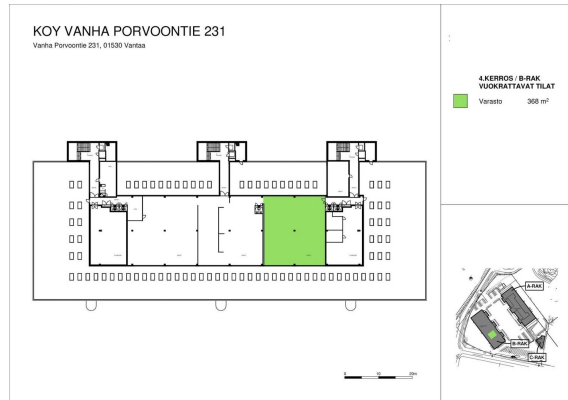 KOY VANHA PORVOONTIE 231
Vanha Porvoontie 231, 01530 Vantaa
4.KERROS / B-RAK
VUOKRATTAVAT TILAT
Varasto 368 m²
A-RAK
B-RAK
C-RAK
0 10 20m